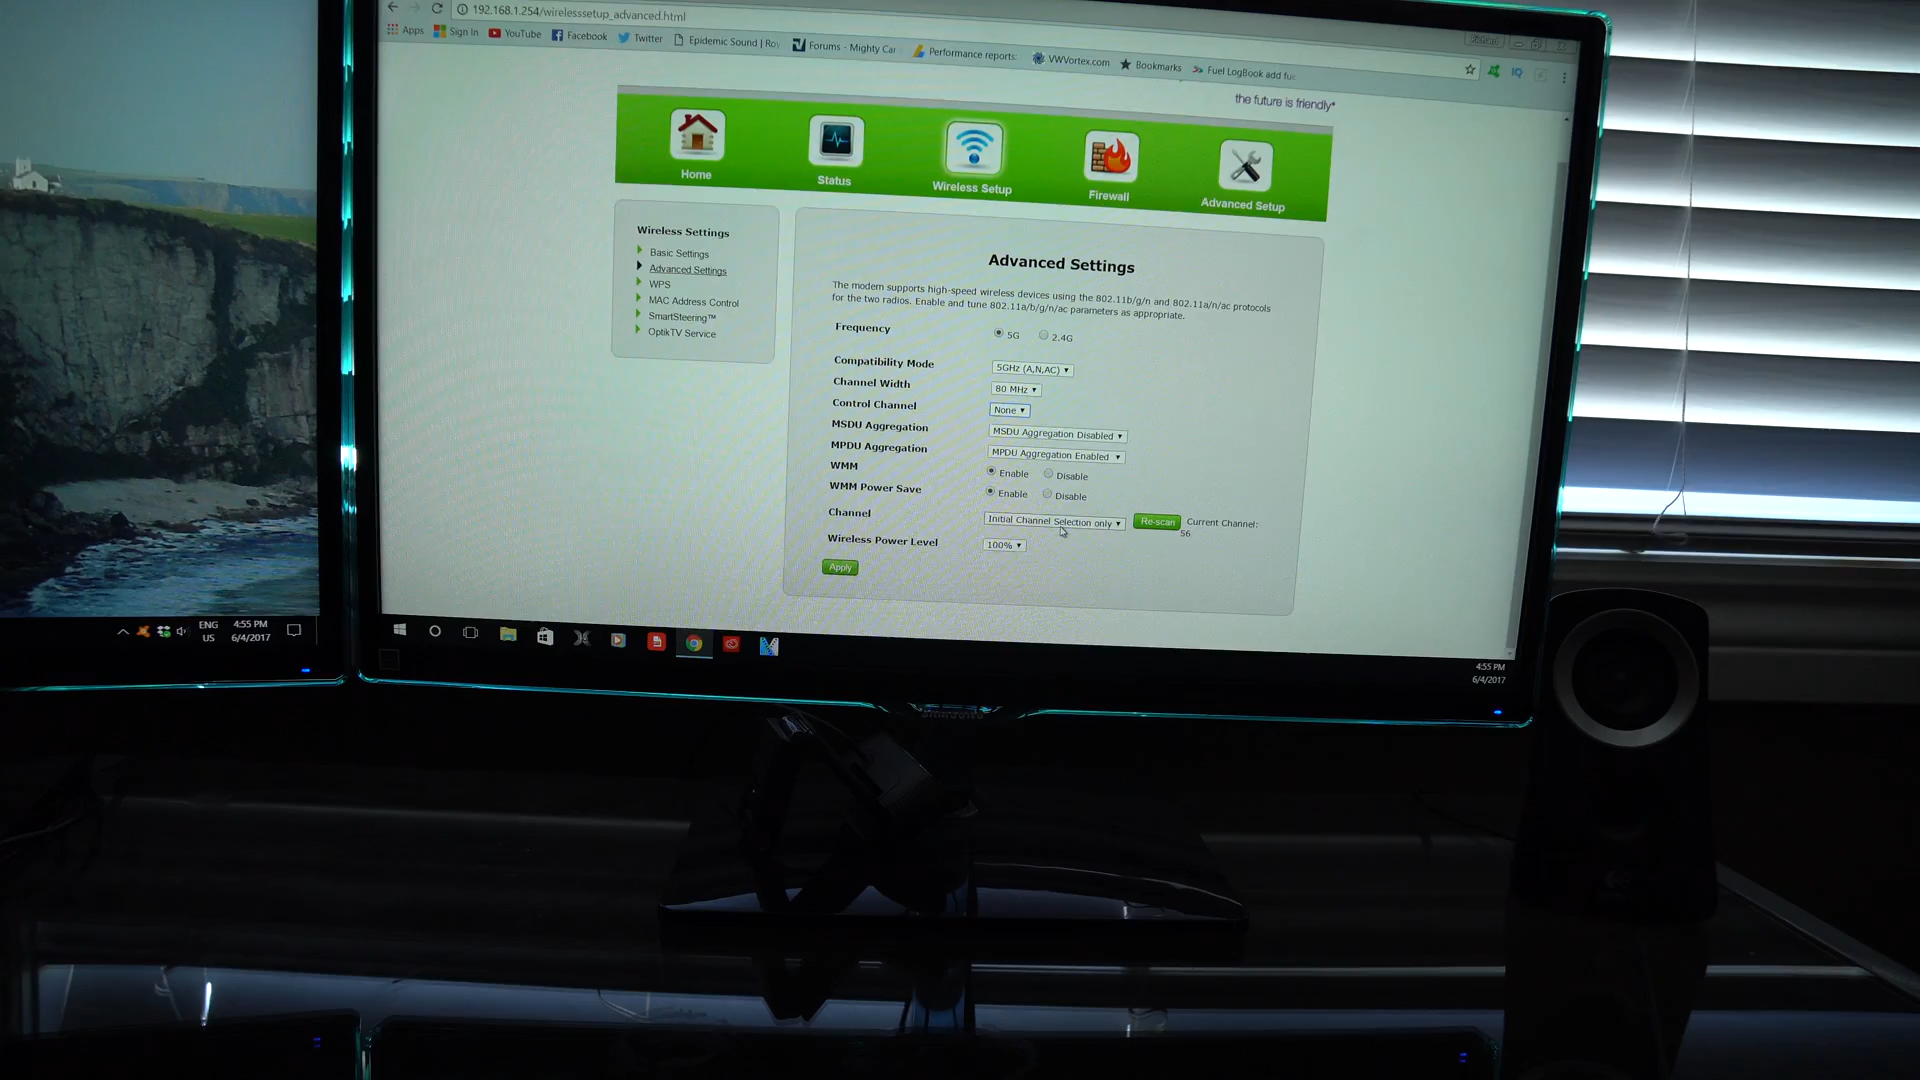 192.168.1.254/wirelesssetup_advanced.html
Richard
Apps Sign In YouTube Facebook Twitter Epidemic Sound | Roy Forums - Mighty Car Performance reports: VWVortex.com Bookmarks Fuel LogBook add fue
IQ
the future is friendly*
Home Status Wireless Setup Firewall Advanced Setup
Wireless Settings
Basic Settings
Advanced Settings
WPS
MAC Address Control
SmartSteering™
OptikTV Service
Advanced Settings
The modem supports high-speed wireless devices using the 802.11b/g/n and 802.11a/n/ac protocols
for the two radios. Enable and tune 802.11a/b/g/n/ac parameters as appropriate.
Frequency 5G 2.4G
Compatibility Mode 5GHz (A,N,AC)
Channel Width 80 MHz
Control Channel None
MSDU Aggregation MSDU Aggregation Disabled
MPDU Aggregation MPDU Aggregation Enabled
WMM Enable Disable
WMM Power Save Enable Disable
Channel Initial Channel Selection only Re-scan Current Channel:
56
Wireless Power Level 100%
Apply
ENG
US
4:55 PM
6/4/2017
4:55 PM
6/4/2017
SAMSUNG